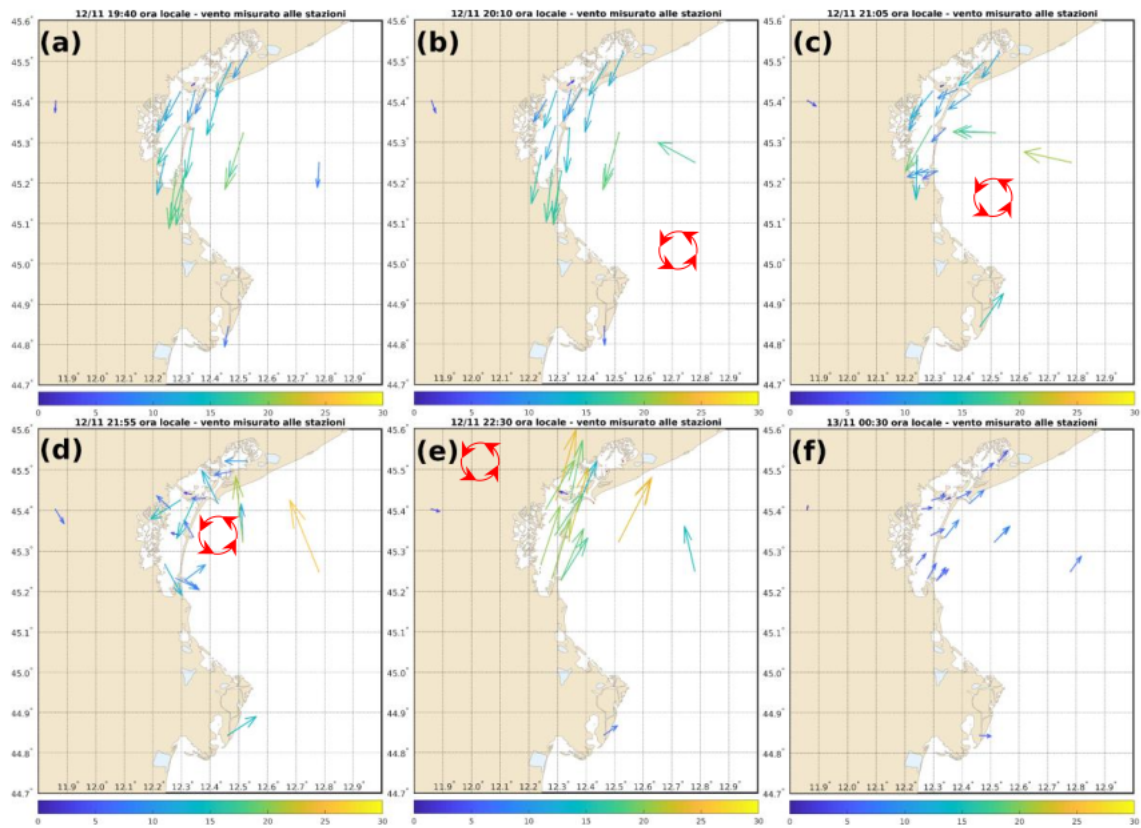 12/11 19:40 ora locale - vento misurato alle stazioni
12/11 20:10 ora locale - vento misurato alle stazioni
12/11 21:05 ora locale - vento misurato alle stazioni
(a)
(b)
(c)
45.6° 45.5° 45.4° 45.3° 45.2° 45.1° 45.0° 44.9° 44.8° 44.7°
11.9° 12.0° 12.1° 12.2° 12.3° 12.4° 12.5° 12.6° 12.7° 12.8° 12.9°
0 5 10 15 20 25 30
45.6° 45.5° 45.4° 45.3° 45.2° 45.1° 45.0° 44.9° 44.8° 44.7°
11.9° 12.0° 12.1° 12.2° 12.3° 12.4° 12.5° 12.6° 12.7° 12.8° 12.9°
0 5 10 15 20 25 30
45.6° 45.5° 45.4° 45.3° 45.2° 45.1° 45.0° 44.9° 44.8° 44.7°
11.9° 12.0° 12.1° 12.2° 12.3° 12.4° 12.5° 12.6° 12.7° 12.8° 12.9°
0 5 10 15 20 25 30
12/11 21:55 ora locale - vento misurato alle stazioni
12/11 22:30 ora locale - vento misurato alle stazioni
13/11 00:30 ora locale - vento misurato alle stazioni
(d)
(e)
(f)
45.6° 45.5° 45.4° 45.3° 45.2° 45.1° 45.0° 44.9° 44.8° 44.7°
11.9° 12.0° 12.1° 12.2° 12.3° 12.4° 12.5° 12.6° 12.7° 12.8° 12.9°
0 5 10 15 20 25 30
45.6° 45.5° 45.4° 45.3° 45.2° 45.1° 45.0° 44.9° 44.8° 44.7°
11.9° 12.0° 12.1° 12.2° 12.3° 12.4° 12.5° 12.6° 12.7° 12.8° 12.9°
0 5 10 15 20 25 30
45.6° 45.5° 45.4° 45.3° 45.2° 45.1° 45.0° 44.9° 44.8° 44.7°
11.9° 12.0° 12.1° 12.2° 12.3° 12.4° 12.5° 12.6° 12.7° 12.8° 12.9°
0 5 10 15 20 25 30